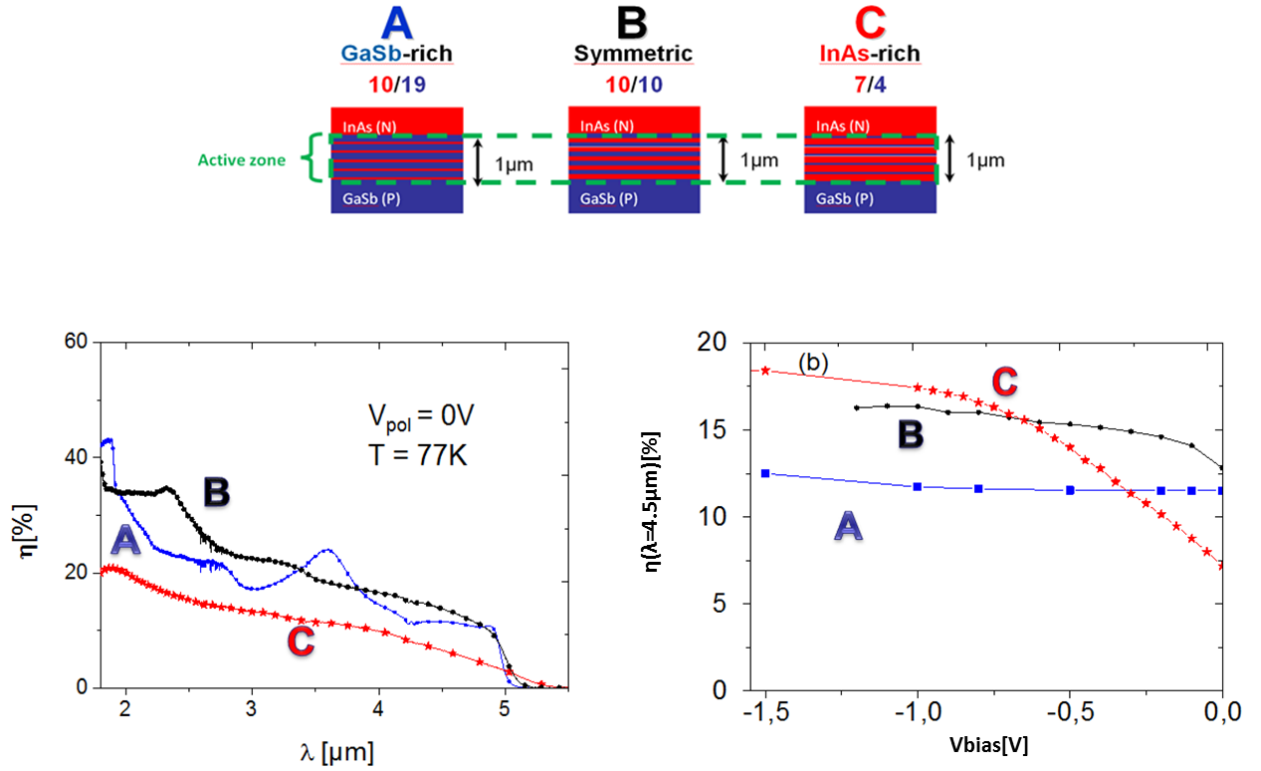 A
GaSb-rich
10/19
B
Symmetric
10/10
C
InAs-rich
7/4
Active zone
InAs (N)
GaSb (P)
1µm
InAs (N)
GaSb (P)
1µm
InAs (N)
GaSb (P)
1µm
60
40
20
0
η[%]
2
3
4
5
λ [µm]
V_pol = 0V
T = 77K
A
B
C
20
15
10
5
0
η(λ=4.5µm)[%]
-1,5
-1,0
-0,5
0,0
Vbias[V]
(b)
A
B
C